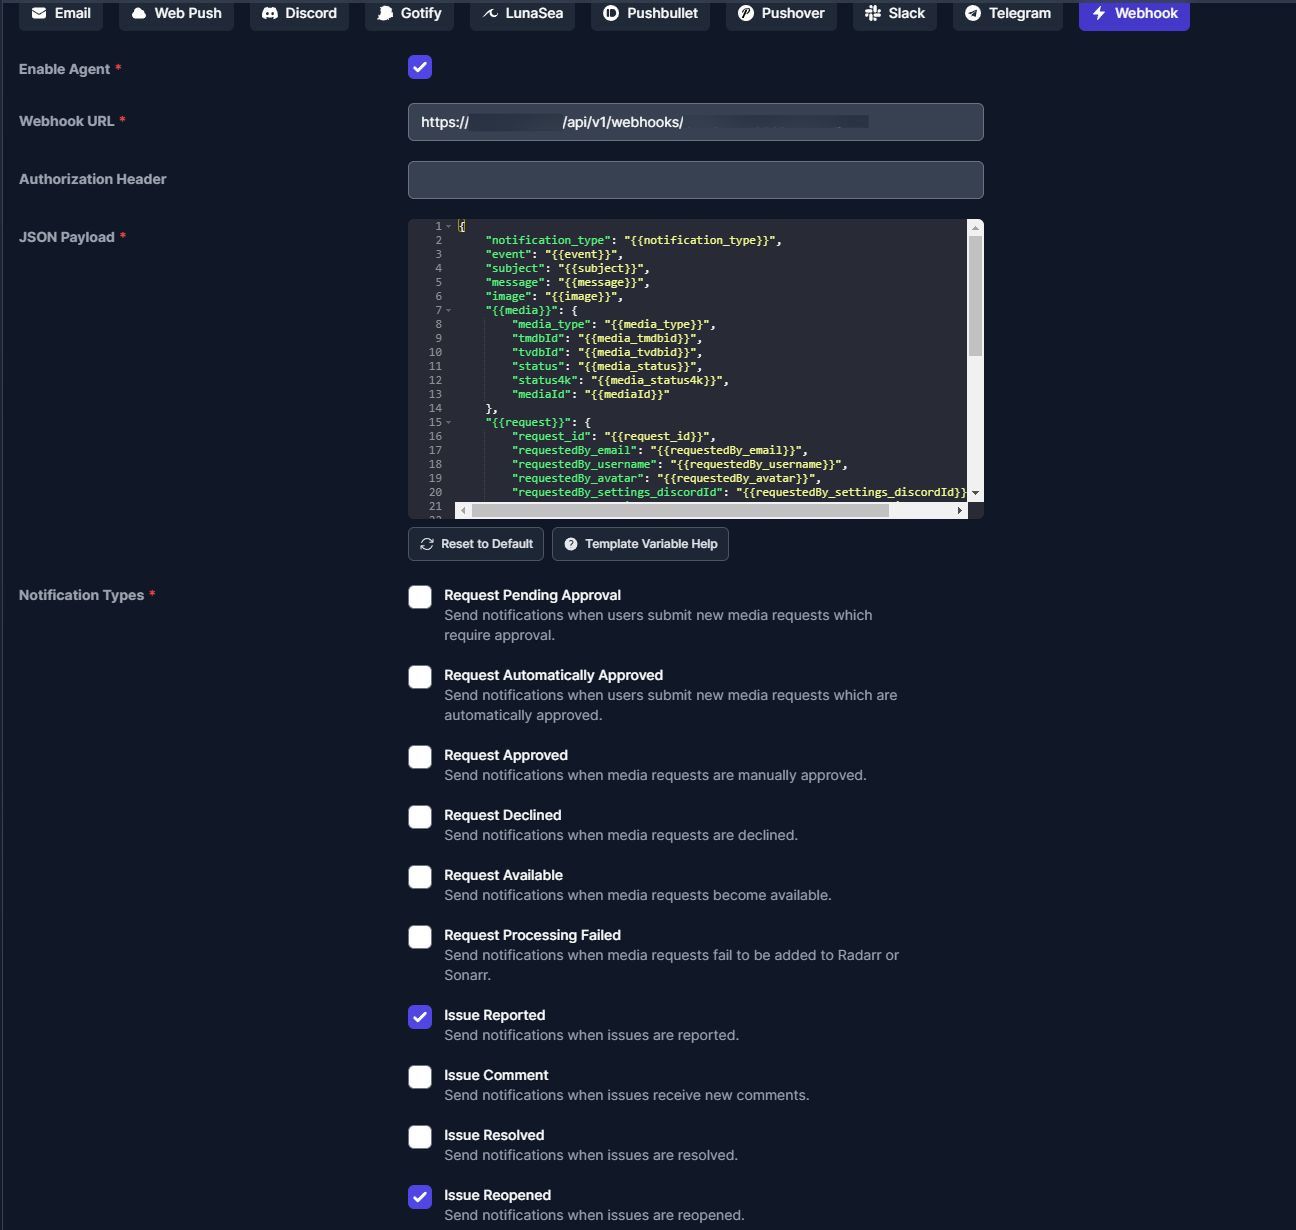 Email
Web Push
Discord
Gotify
LunaSea
Pushbullet
Pushover
Slack
Telegram
Webhook
Enable Agent *
Webhook URL *
https:// /api/v1/webhooks/
Authorization Header
JSON Payload *
1 {
2 "notification_type": "{{notification_type}}",
3 "event": "{{event}}",
4 "subject": "{{subject}}",
5 "message": "{{message}}",
6 "image": "{{image}}",
7 "{{media}}": {
8 "media_type": "{{media_type}}",
9 "tmdbId": "{{media_tmdbid}}",
10 "tvdbId": "{{media_tvdbid}}",
11 "status": "{{media_status}}",
12 "status4k": "{{media_status4k}}",
13 "mediaId": "{{mediaId}}"
14 },
15 "{{request}}": {
16 "request_id": "{{request_id}}",
17 "requestedBy_email": "{{requestedBy_email}}",
18 "requestedBy_username": "{{requestedBy_username}}",
19 "requestedBy_avatar": "{{requestedBy_avatar}}",
20 "requestedBy_settings_discordId": "{{requestedBy_settings_discordId}}
21
Reset to Default
Template Variable Help
Notification Types *
Request Pending Approval
Send notifications when users submit new media requests which
require approval.
Request Automatically Approved
Send notifications when users submit new media requests which are
automatically approved.
Request Approved
Send notifications when media requests are manually approved.
Request Declined
Send notifications when media requests are declined.
Request Available
Send notifications when media requests become available.
Request Processing Failed
Send notifications when media requests fail to be added to Radarr or
Sonarr.
Issue Reported
Send notifications when issues are reported.
Issue Comment
Send notifications when issues receive new comments.
Issue Resolved
Send notifications when issues are resolved.
Issue Reopened
Send notifications when issues are reopened.